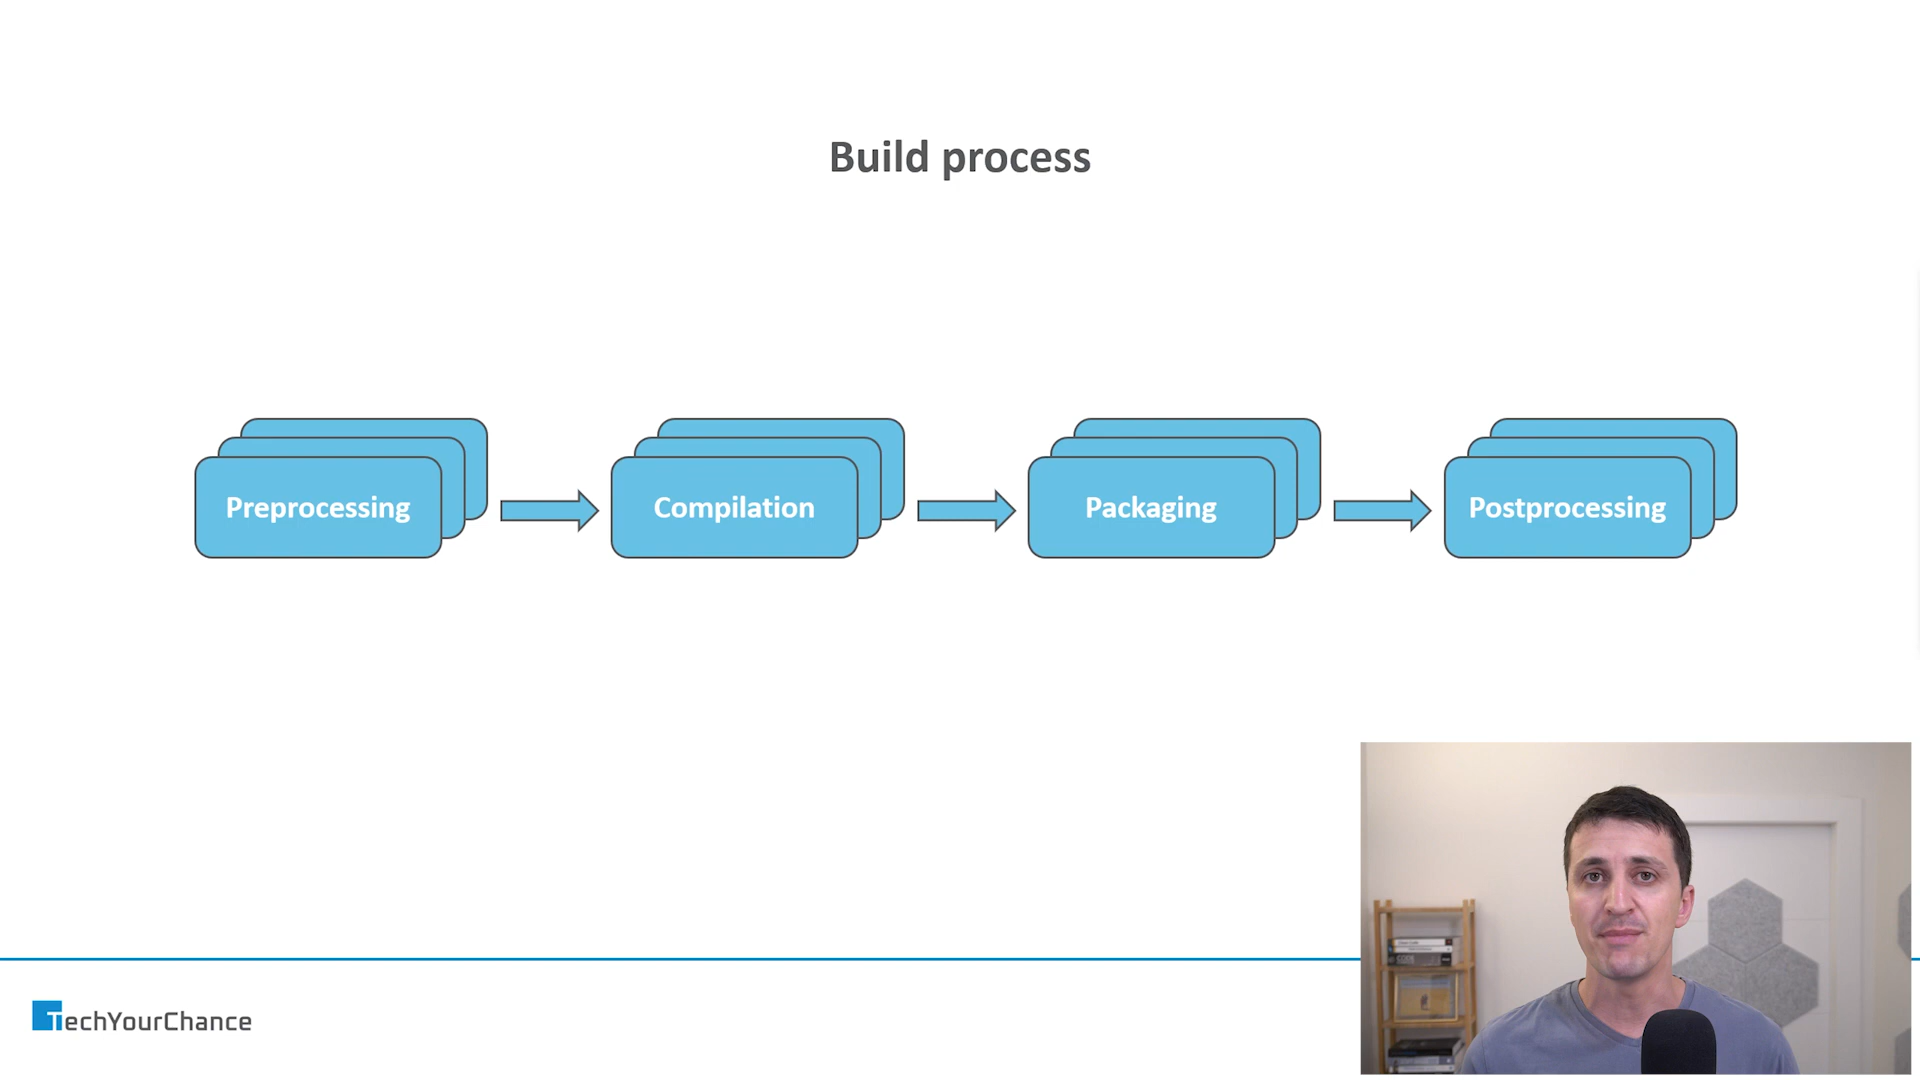 Build process
Preprocessing
Compilation
Packaging
Postprocessing
TechYourChance